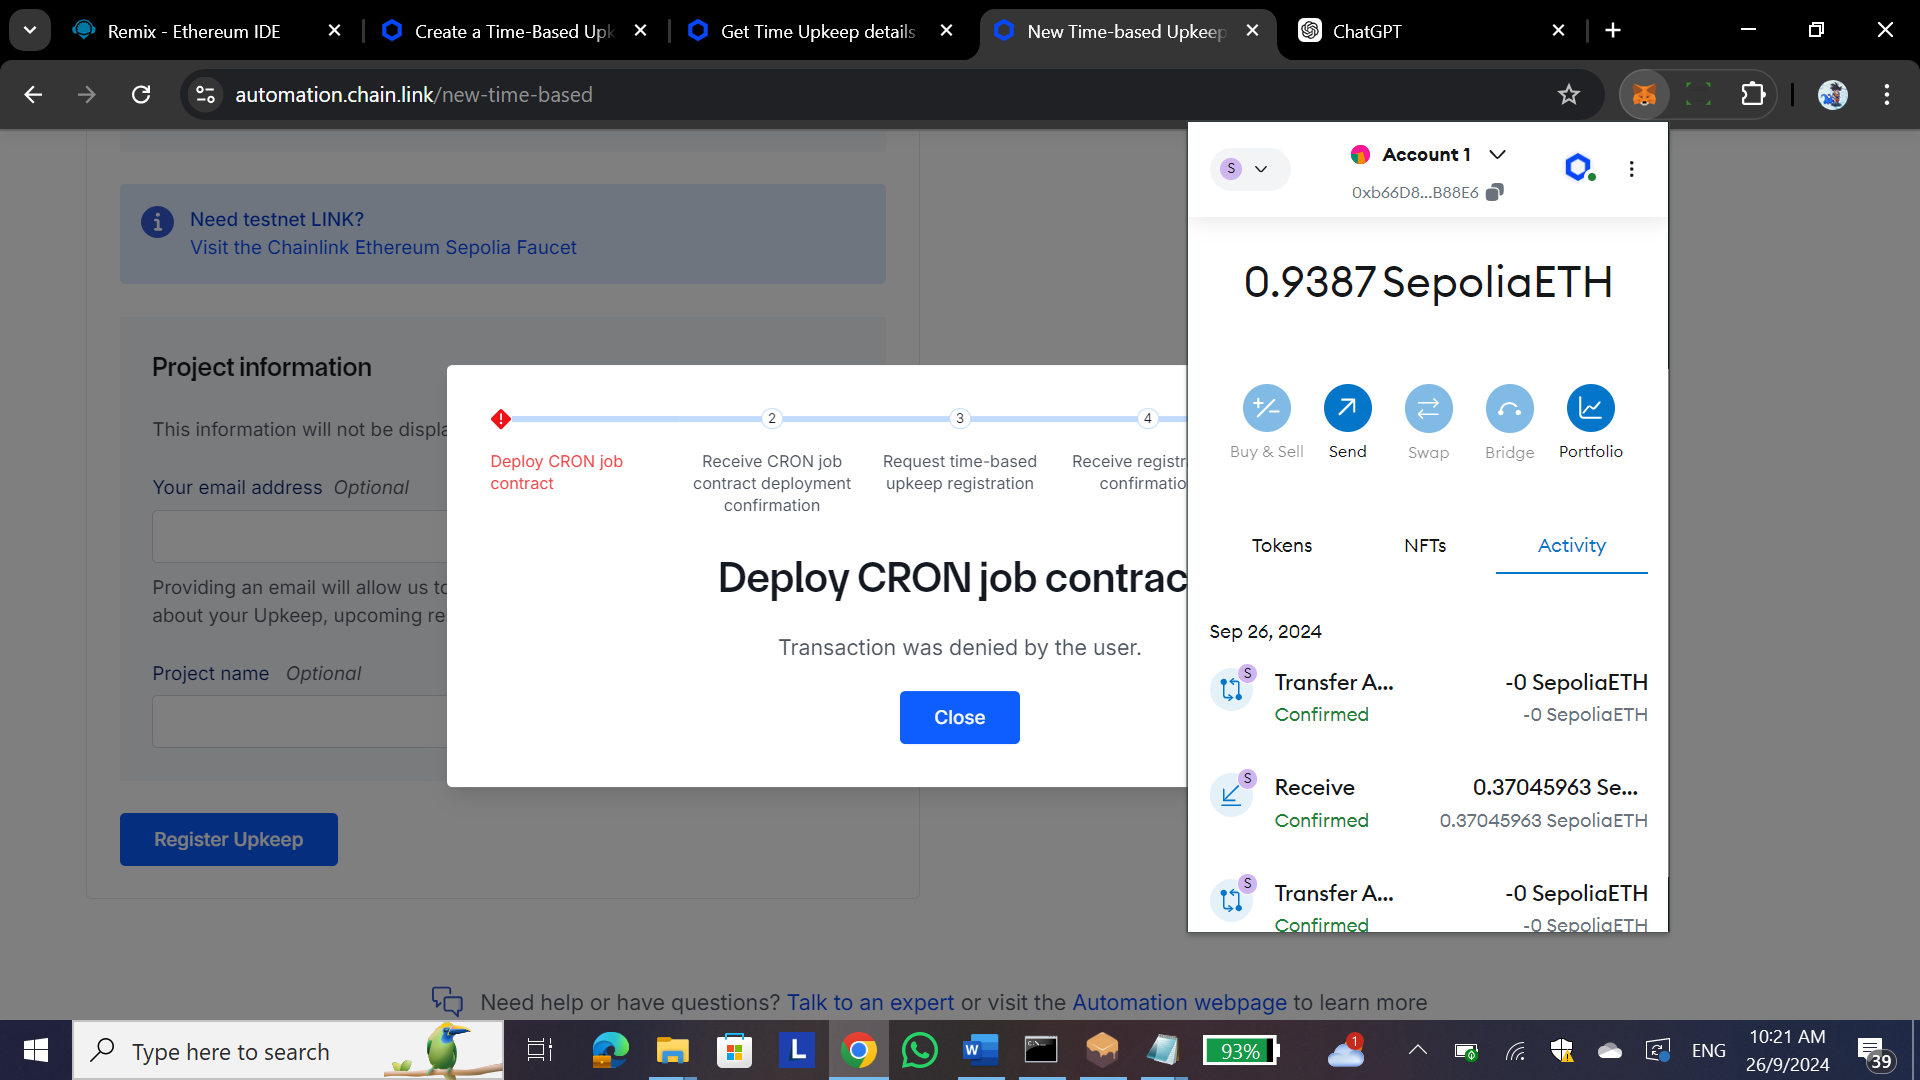 Remix - Ethereum IDE
Create a Time-Based Upk
Get Time Upkeep details
New Time-based Upkeep
ChatGPT
automation.chain.link/new-time-based
Need testnet LINK?
Visit the Chainlink Ethereum Sepolia Faucet
Project information
This information will not be displa
Your email address Optional
Providing an email will allow us to
about your Upkeep, upcoming re
Project name Optional
Register Upkeep
2
3
4
Deploy CRON job
contract
Receive CRON job
contract deployment
confirmation
Request time-based
upkeep registration
Receive registr
confirmatio
Deploy CRON job contrac
Transaction was denied by the user.
Close
S
Account 1
0xb66D8...B88E6
0.9387 SepoliaETH
Buy & Sell
Send
Swap
Bridge
Portfolio
Tokens
NFTs
Activity
Sep 26, 2024
S
Transfer A... -0 SepoliaETH
Confirmed -0 SepoliaETH
S
Receive 0.37045963 Se...
Confirmed 0.37045963 SepoliaETH
S
Transfer A... -0 SepoliaETH
Confirmed -0 SepoliaETH
Need help or have questions? Talk to an expert or visit the Automation webpage to learn more
Type here to search
L
W
C:\
93%
1
ENG
10:21 AM
26/9/2024
39